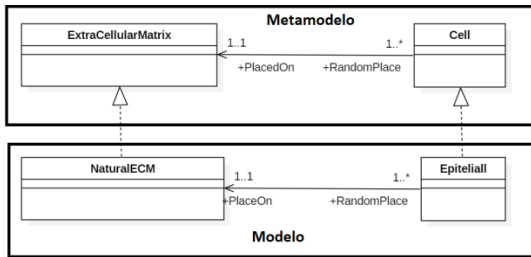 Metamodelo
ExtraCellularMatrix
Cell
1..1
1..*
+PlacedOn
+RandomPlace
NaturalECM
Epiteliall
1..1
1..*
+PlaceOn
+RandomPlace
Modelo